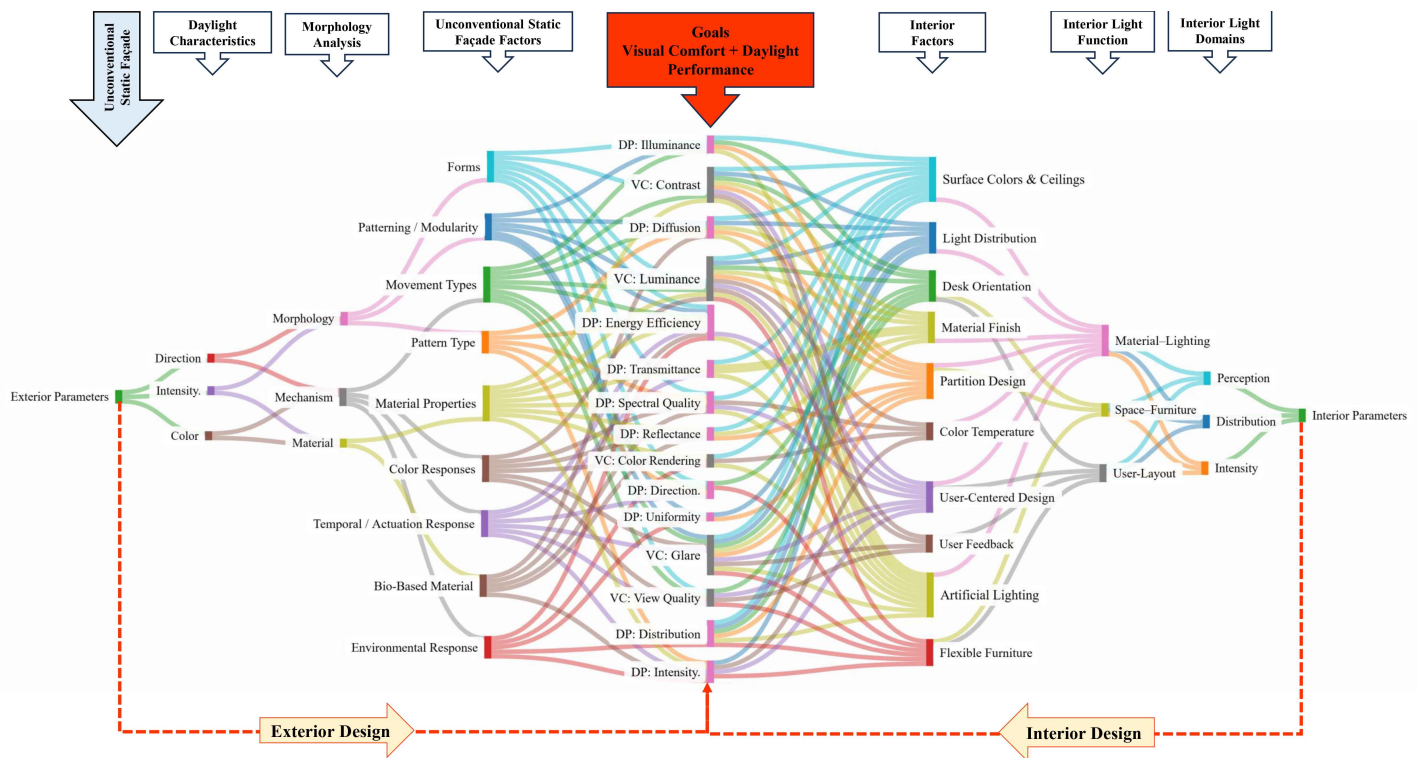 Unconventional
Static Façade
Daylight
Characteristics
Morphology
Analysis
Unconventional Static
Façade Factors
Goals
Visual Comfort + Daylight
Performance
Interior
Factors
Interior Light
Function
Interior Light
Domains
Exterior Parameters
Direction
Intensity.
Color
Morphology
Mechanism
Material
Forms
Patterning / Modularity
Movement Types
Pattern Type
Material Properties
Color Responses
Temporal / Actuation Response
Bio-Based Material
Environmental Response
DP: Illuminance
VC: Contrast
DP: Diffusion
VC: Luminance
DP: Energy Efficiency
DP: Transmittance
DP: Spectral Quality
DP: Reflectance
VC: Color Rendering
DP: Direction.
DP: Uniformity
VC: Glare
VC: View Quality
DP: Distribution
DP: Intensity.
Surface Colors & Ceilings
Light Distribution
Desk Orientation
Material Finish
Partition Design
Color Temperature
User-Centered Design
User Feedback
Artificial Lighting
Flexible Furniture
Material–Lighting
Space–Furniture
User-Layout
Perception
Distribution
Intensity
Interior Parameters
Exterior Design
Interior Design